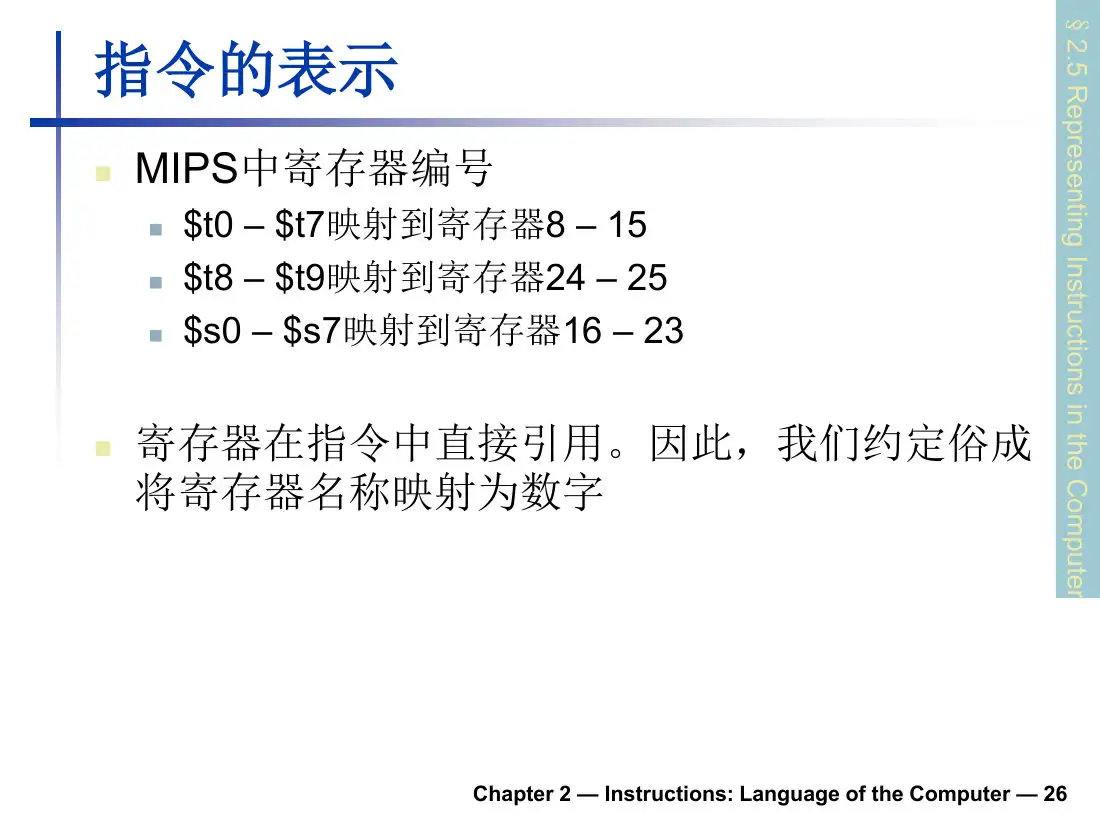 指令的表示
§2.5 Representing Instructions in the Computer
MIPS中寄存器编号
$t0 – $t7映射到寄存器8 – 15
$t8 – $t9映射到寄存器24 – 25
$s0 – $s7映射到寄存器16 – 23
寄存器在指令中直接引用。因此，我们约定俗成
将寄存器名称映射为数字
Chapter 2 — Instructions: Language of the Computer — 26